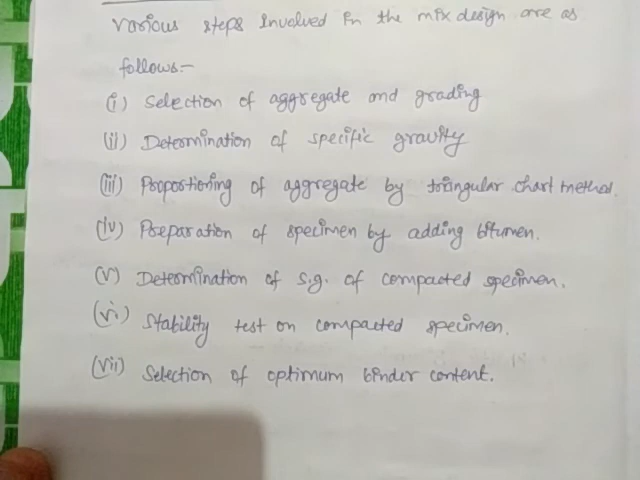 Various steps Involved in the mix design are as
follows:-
(i) Selection of aggregate and grading
(ii) Determination of specific gravity
(iii) Proportioning of aggregate by triangular chart method.
(iv) Preparation of specimen by adding bitumen.
(v) Determination of s.g. of compacted specimen.
(vi) Stability test on compacted specimen.
(vii) Selection of optimum binder content.